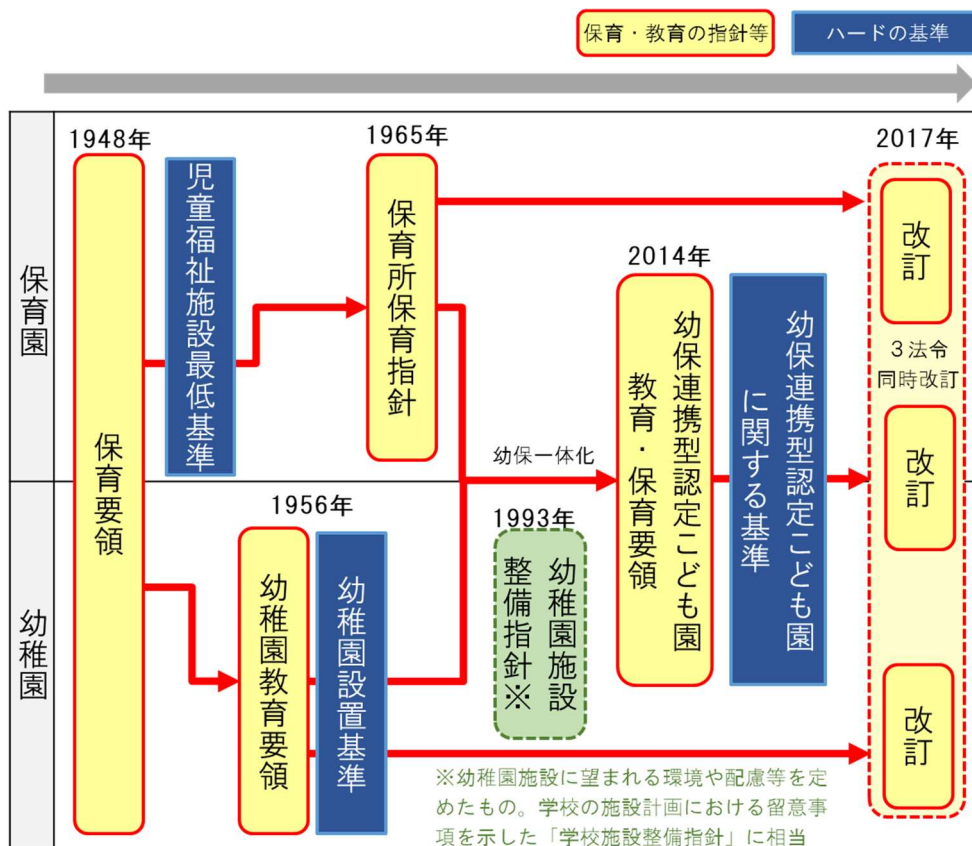 保育・教育の指針等
ハードの基準
保育園
幼稚園
1948年
保育要領
児童福祉施設最低基準
1965年
保育所保育指針
1956年
幼稚園教育要領
幼稚園設置基準
幼保一体化
1993年
幼稚園施設
整備指針※
2014年
幼保連携型認定こども園
教育・保育要領
幼保連携型認定こども園
に関する基準
2017年
改訂
3法令
同時改訂
改訂
改訂
※幼稚園施設に望まれる環境や配慮等を定
めたもの。学校の施設計画における留意事
項を示した「学校施設整備指針」に相当